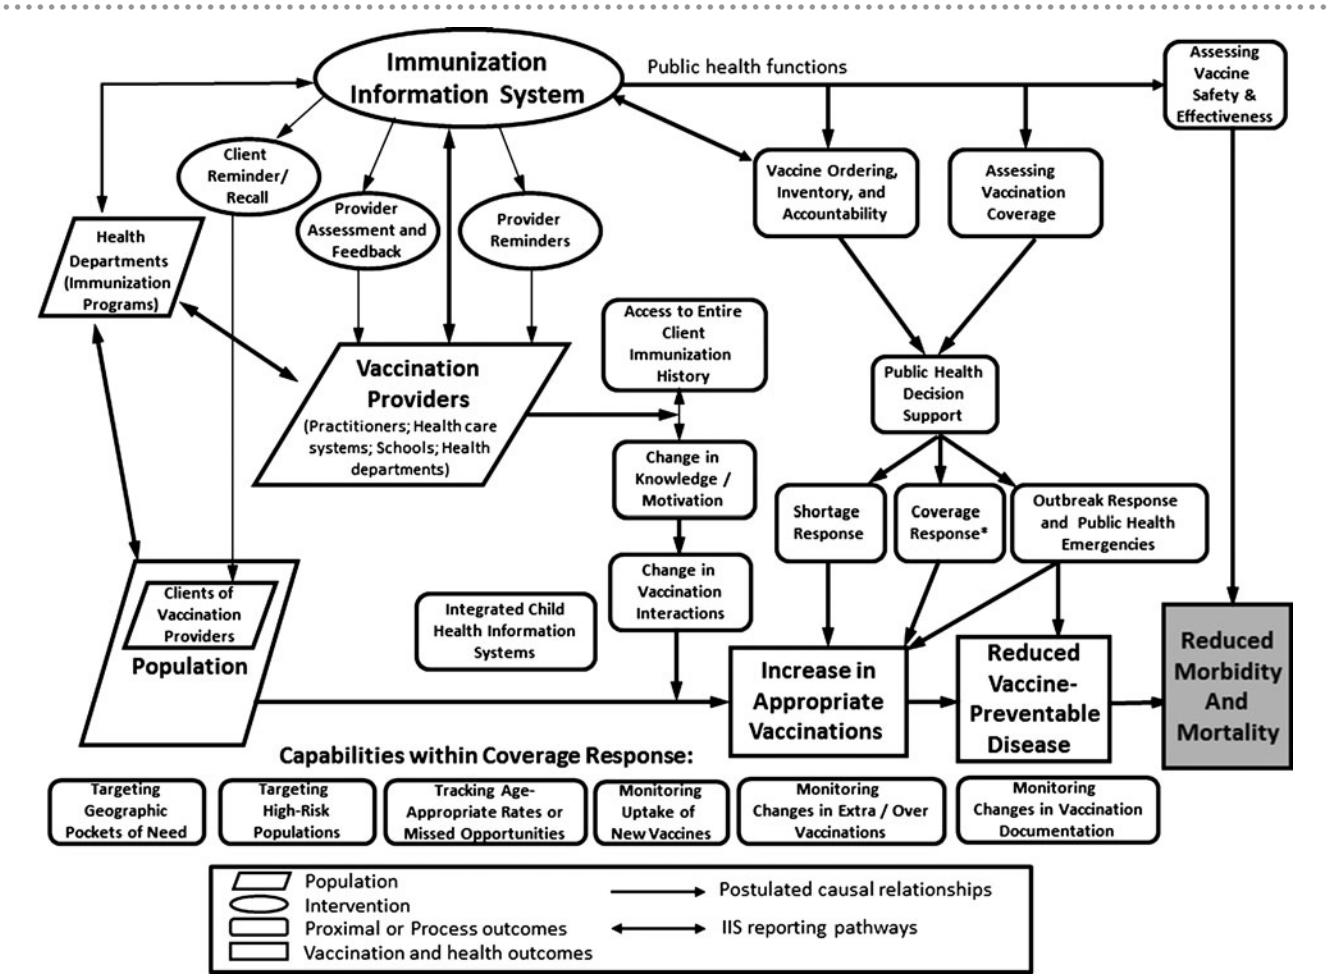 Immunization
Information System
Public health functions
Assessing
Vaccine
Safety &
Effectiveness
Client
Reminder/
Recall
Provider
Assessment and
Feedback
Provider
Reminders
Vaccine Ordering,
Inventory, and
Accountability
Assessing
Vaccination
Coverage
Health
Departments
(Immunization
Programs)
Vaccination
Providers
(Practitioners; Health care
systems; Schools; Health
departments)
Access to Entire
Client
Immunization
History
Public Health
Decision
Support
Change in
Knowledge /
Motivation
Shortage
Response
Coverage
Response*
Outbreak Response
and Public Health
Emergencies
Change in
Vaccination
Interactions
Clients of
Vaccination
Providers
Population
Integrated Child
Health Information
Systems
Increase in
Appropriate
Vaccinations
Reduced
Vaccine-
Preventable
Disease
Reduced
Morbidity
And
Mortality
Capabilities within Coverage Response:
Targeting
Geographic
Pockets of Need
Targeting
High-Risk
Populations
Tracking Age-
Appropriate Rates or
Missed Opportunities
Monitoring
Uptake of
New Vaccines
Monitoring
Changes in Extra / Over
Vaccinations
Monitoring
Changes in Vaccination
Documentation
Population
Intervention
Proximal or Process outcomes
Vaccination and health outcomes
Postulated causal relationships
IIS reporting pathways